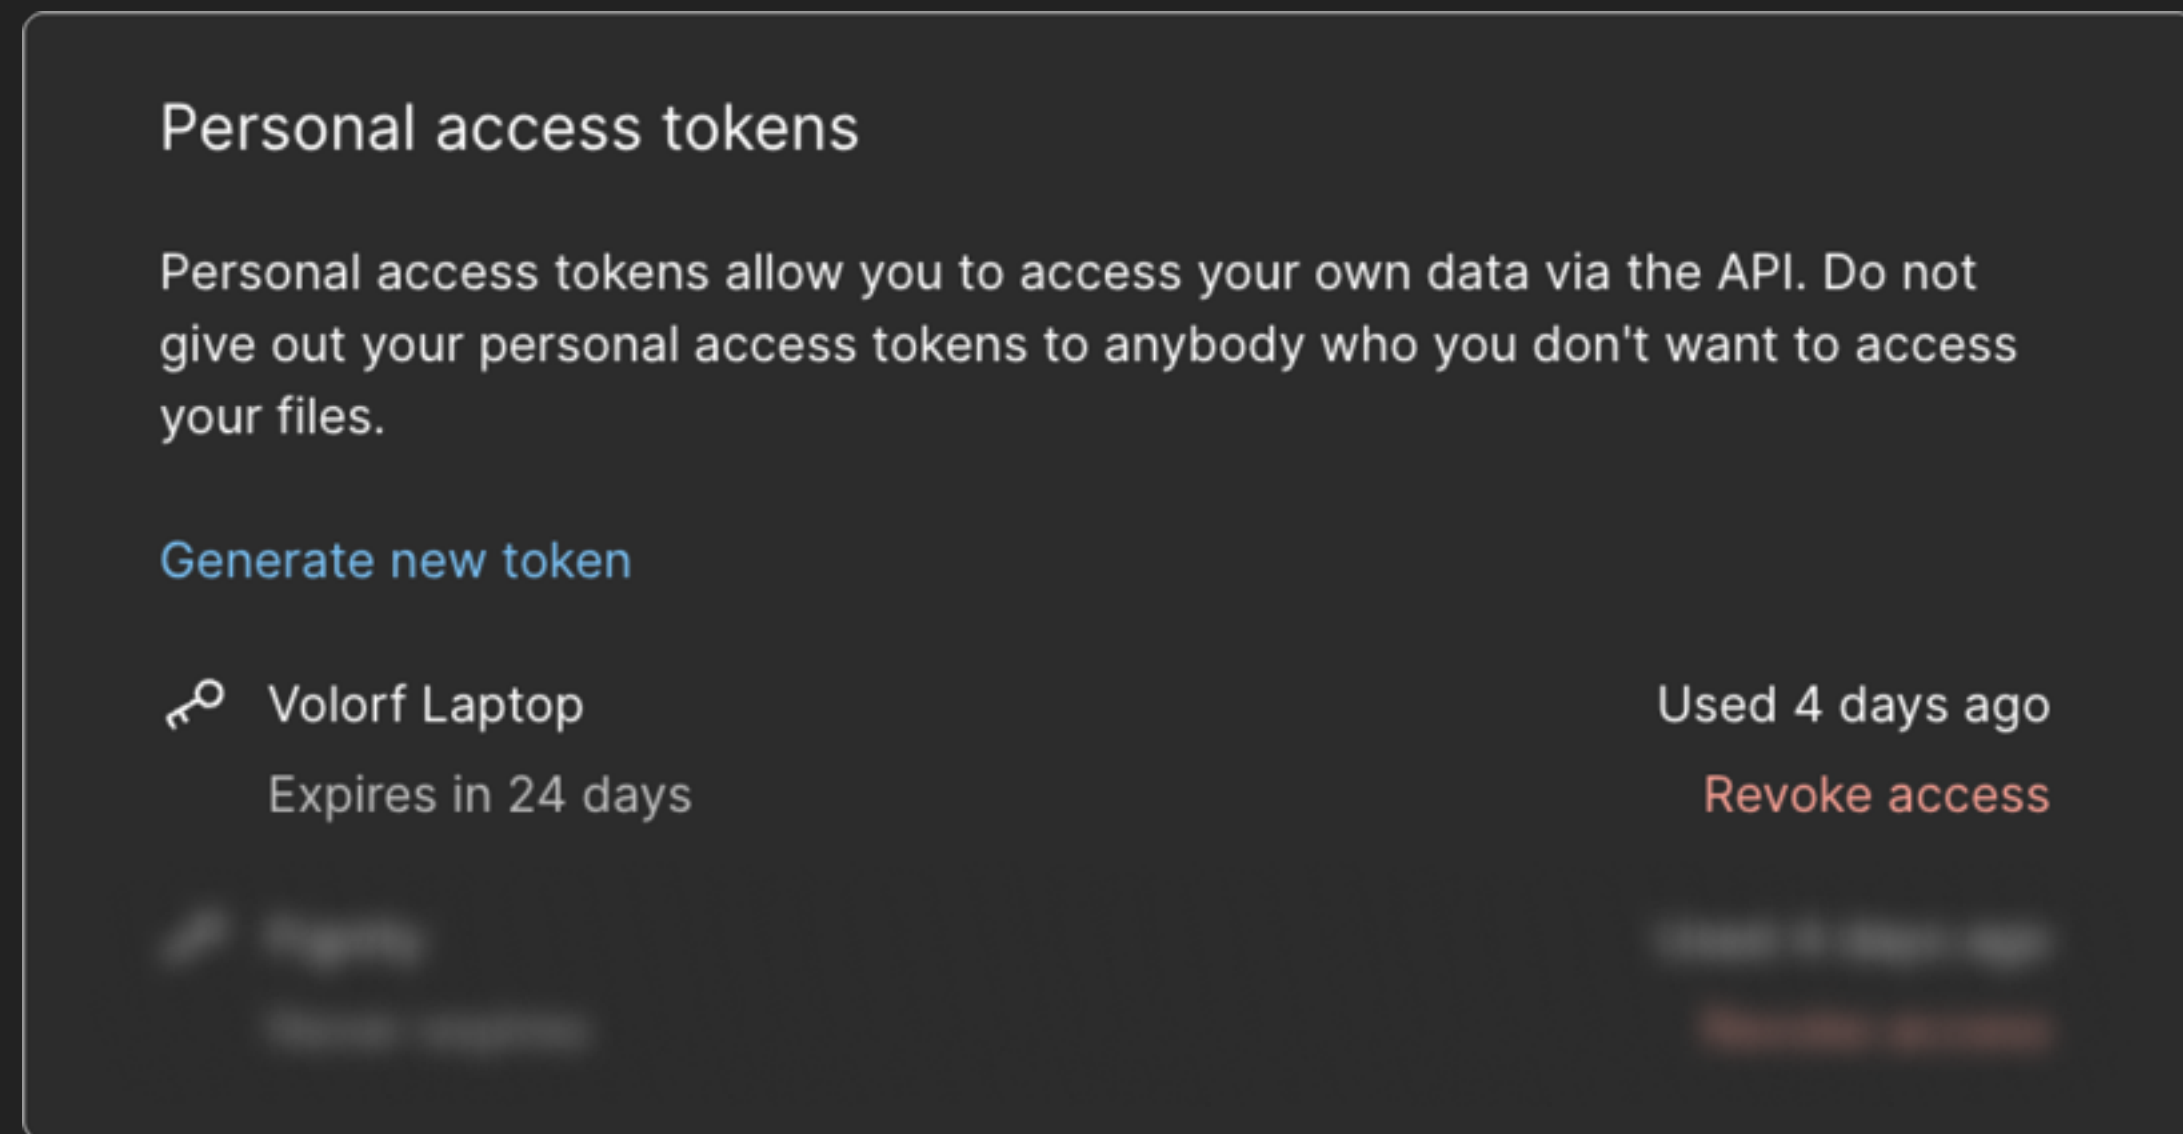 Personal access tokens
Personal access tokens allow you to access your own data via the API. Do not
give out your personal access tokens to anybody who you don't want to access
your files.
Generate new token
Volorf Laptop
Used 4 days ago
Expires in 24 days
Revoke access